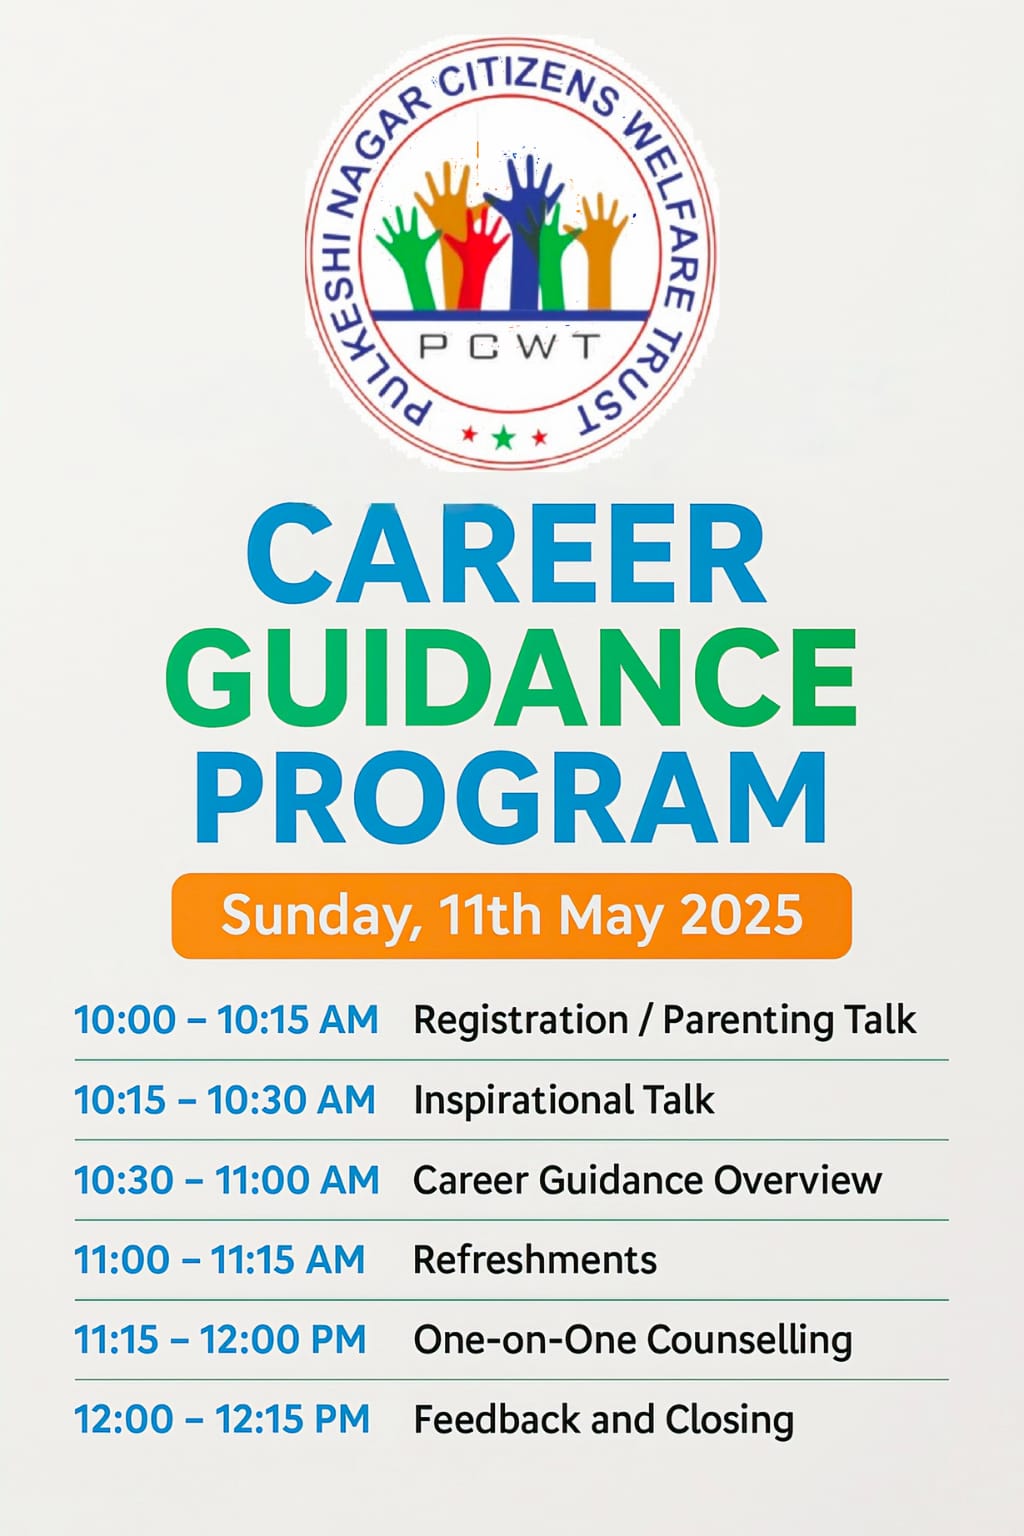 PULKESHI NAGAR CITIZENS WELFARE TRUST
PCWT
CAREER
GUIDANCE
PROGRAM
Sunday, 11th May 2025
10:00 – 10:15 AM Registration / Parenting Talk
10:15 – 10:30 AM Inspirational Talk
10:30 – 11:00 AM Career Guidance Overview
11:00 – 11:15 AM Refreshments
11:15 – 12:00 PM One-on-One Counselling
12:00 – 12:15 PM Feedback and Closing